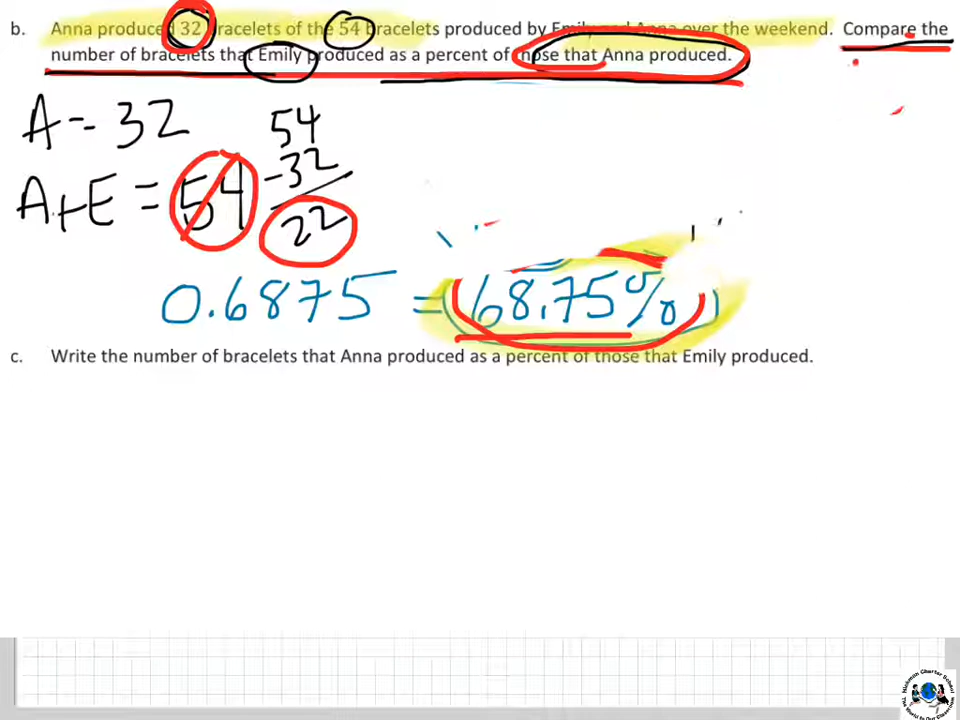 b. Anna produced 32 bracelets of the 54 bracelets produced by Emily and Anna over the weekend. Compare the
number of bracelets that Emily produced as a percent of those that Anna produced.
A = 32
54
-32
22
A+E = 54
0.6875 = (68.75%)
c. Write the number of bracelets that Anna produced as a percent of those that Emily produced.